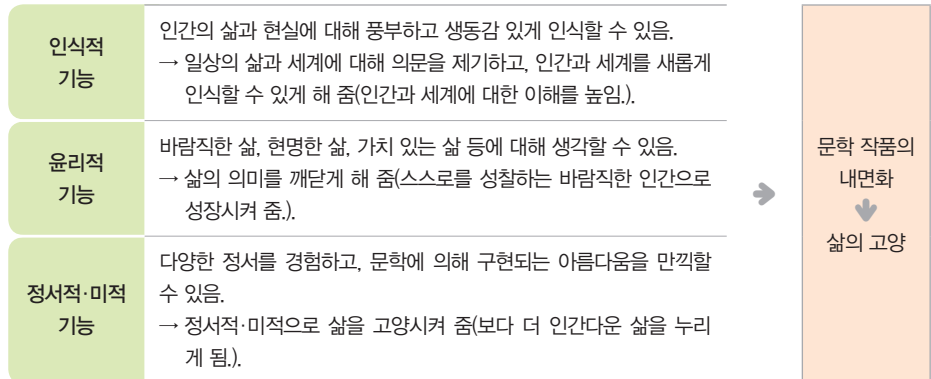 인식적
기능
인간의 삶과 현실에 대해 풍부하고 생동감 있게 인식할 수 있음.
→ 일상의 삶과 세계에 대해 의문을 제기하고, 인간과 세계를 새롭게
인식할 수 있게 해 줌(인간과 세계에 대한 이해를 높임.).
윤리적
기능
바람직한 삶, 현명한 삶, 가치 있는 삶 등에 대해 생각할 수 있음.
→ 삶의 의미를 깨닫게 해 줌(스스로를 성찰하는 바람직한 인간으로
성장시켜 줌.).
정서적·미적
기능
다양한 정서를 경험하고, 문학에 의해 구현되는 아름다움을 만끽할
수 있음.
→ 정서적·미적으로 삶을 고양시켜 줌(보다 더 인간다운 삶을 누리
게 됨.).
문학 작품의
내면화
삶의 고양